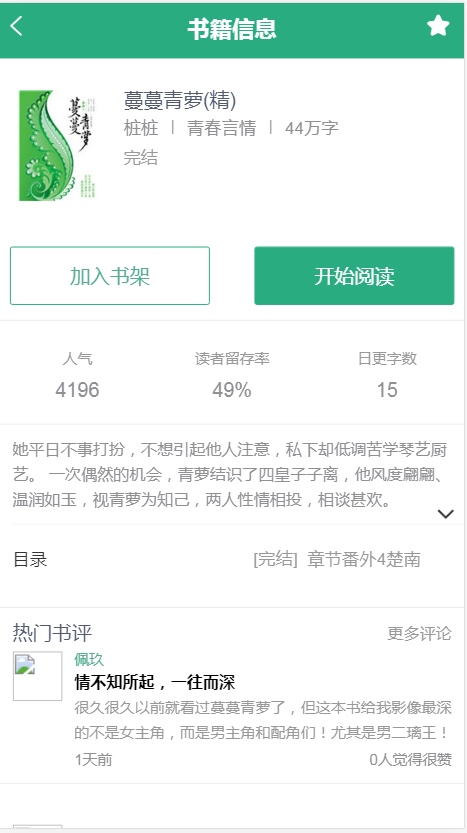 书籍信息
蔓蔓青萝
蔓蔓青萝(精)
桩桩 | 青春言情 | 44万字
完结
加入书架
开始阅读
人气
读者留存率
日更字数
4196
49%
15
她平日不事打扮，不想引起他人注意，私下却低调苦学琴艺厨
艺。 一次偶然的机会，青萝结识了四皇子子离，他风度翩翩、
温润如玉，视青萝为知己，两人性情相投，相谈甚欢。
目录
[完结] 章节番外4楚南
热门书评
更多评论
佩玖
情不知所起，一往而深
很久很久以前就看过蔓蔓青萝了，但这本书给我影像最深
的不是女主角，而是男主角和配角们！尤其是男二璃王！
1天前
0人觉得很赞